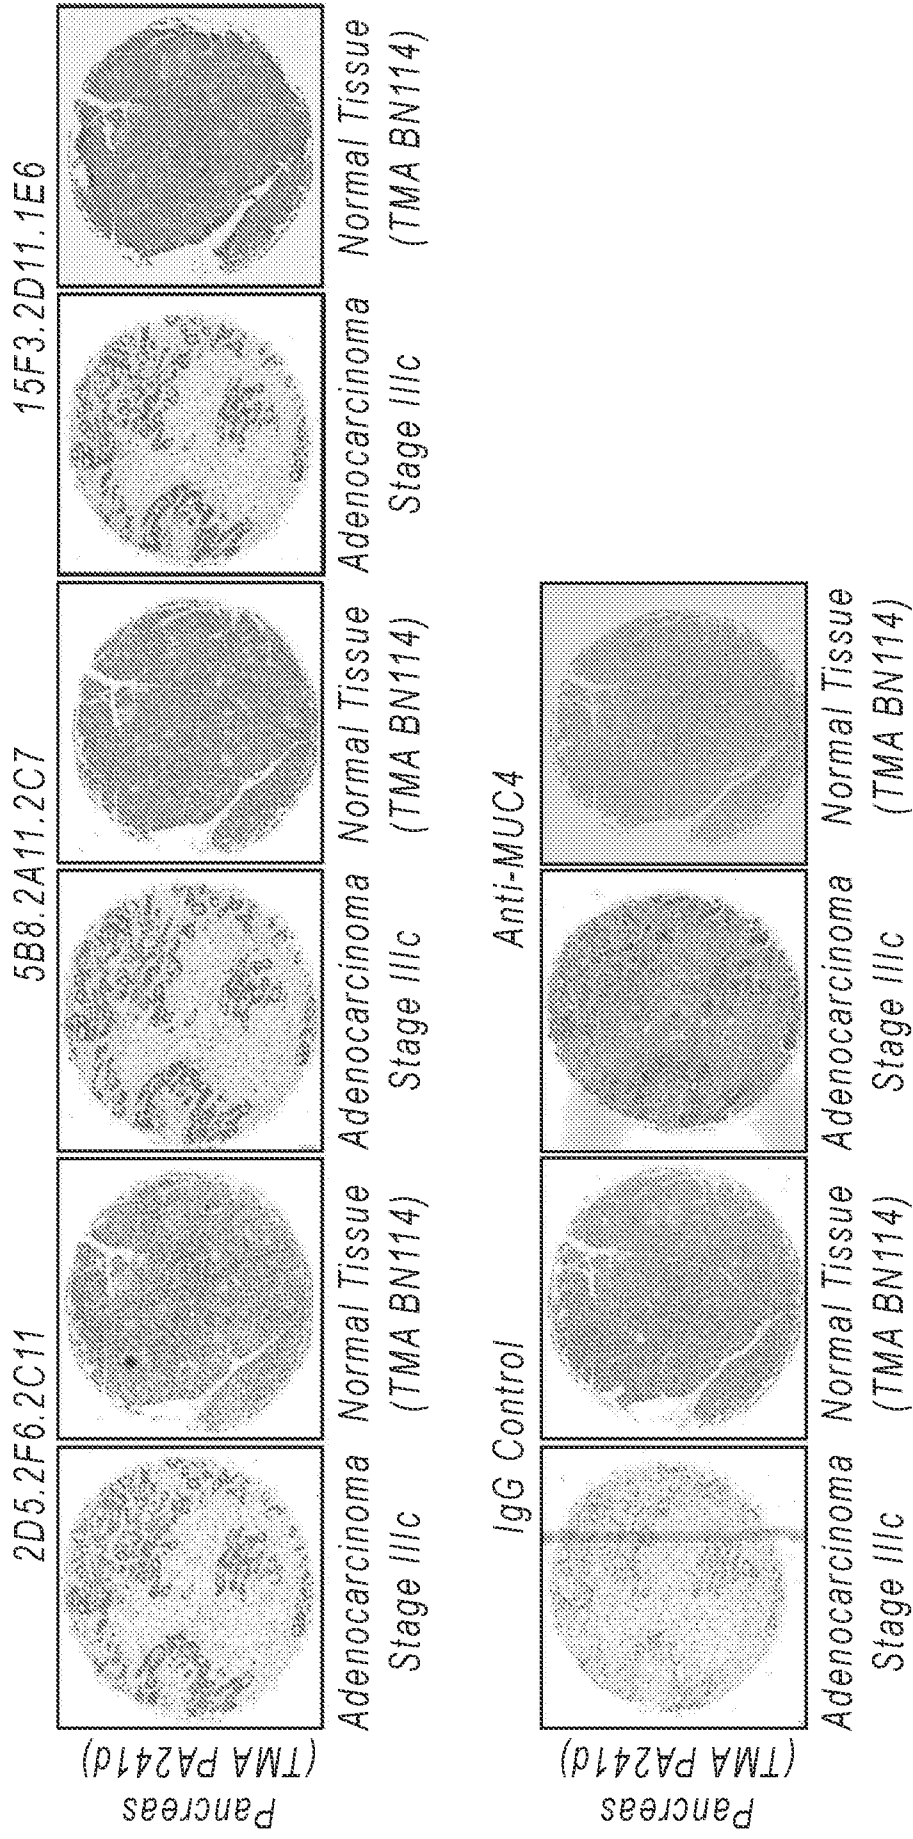 2D5.2F6.2C11
5B8.2A11.2C7
15F3.2D11.1E6
Pancreas
(TMA PA241d)
Adenocarcinoma
Stage IIIc
Normal Tissue
(TMA BN114)
Adenocarcinoma
Stage IIIc
Normal Tissue
(TMA BN114)
Adenocarcinoma
Stage IIIc
Normal Tissue
(TMA BN114)
IgG Control
Anti-MUC4
Pancreas
(TMA PA241d)
Adenocarcinoma
Stage IIIc
Normal Tissue
(TMA BN114)
Adenocarcinoma
Stage IIIc
Normal Tissue
(TMA BN114)